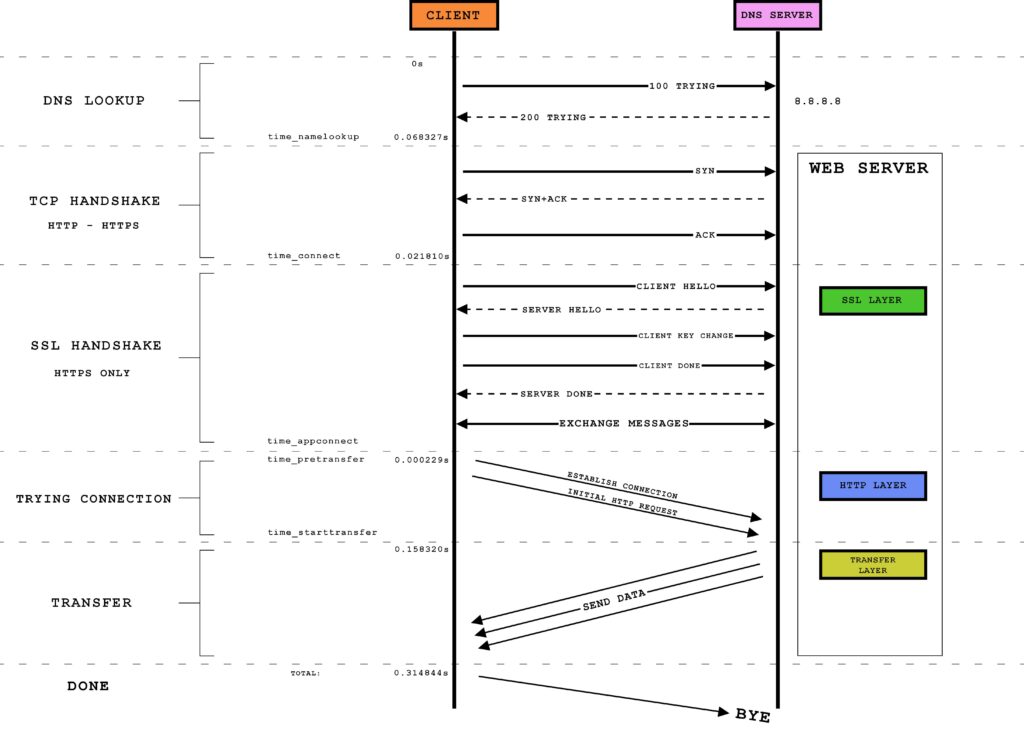 CLIENT
DNS SERVER
0s
DNS LOOKUP
100 TRYING
8.8.8.8
200 TRYING
time_namelookup
0.068327s
WEB SERVER
SYN
TCP HANDSHAKE
SYN+ACK
HTTP - HTTPS
ACK
time_connect
0.021810s
CLIENT HELLO
SSL LAYER
SERVER HELLO
CLIENT KEY CHANGE
SSL HANDSHAKE
HTTPS ONLY
CLIENT DONE
SERVER DONE
EXCHANGE MESSAGES
time_appconnect
time_pretransfer
0.000229s
ESTABLISH CONNECTION
HTTP LAYER
TRYING CONNECTION
INITIAL HTTP REQUEST
time_starttransfer
0.158320s
TRANSFER
LAYER
TRANSFER
SEND DATA
TOTAL:
0.314844s
DONE
BYE